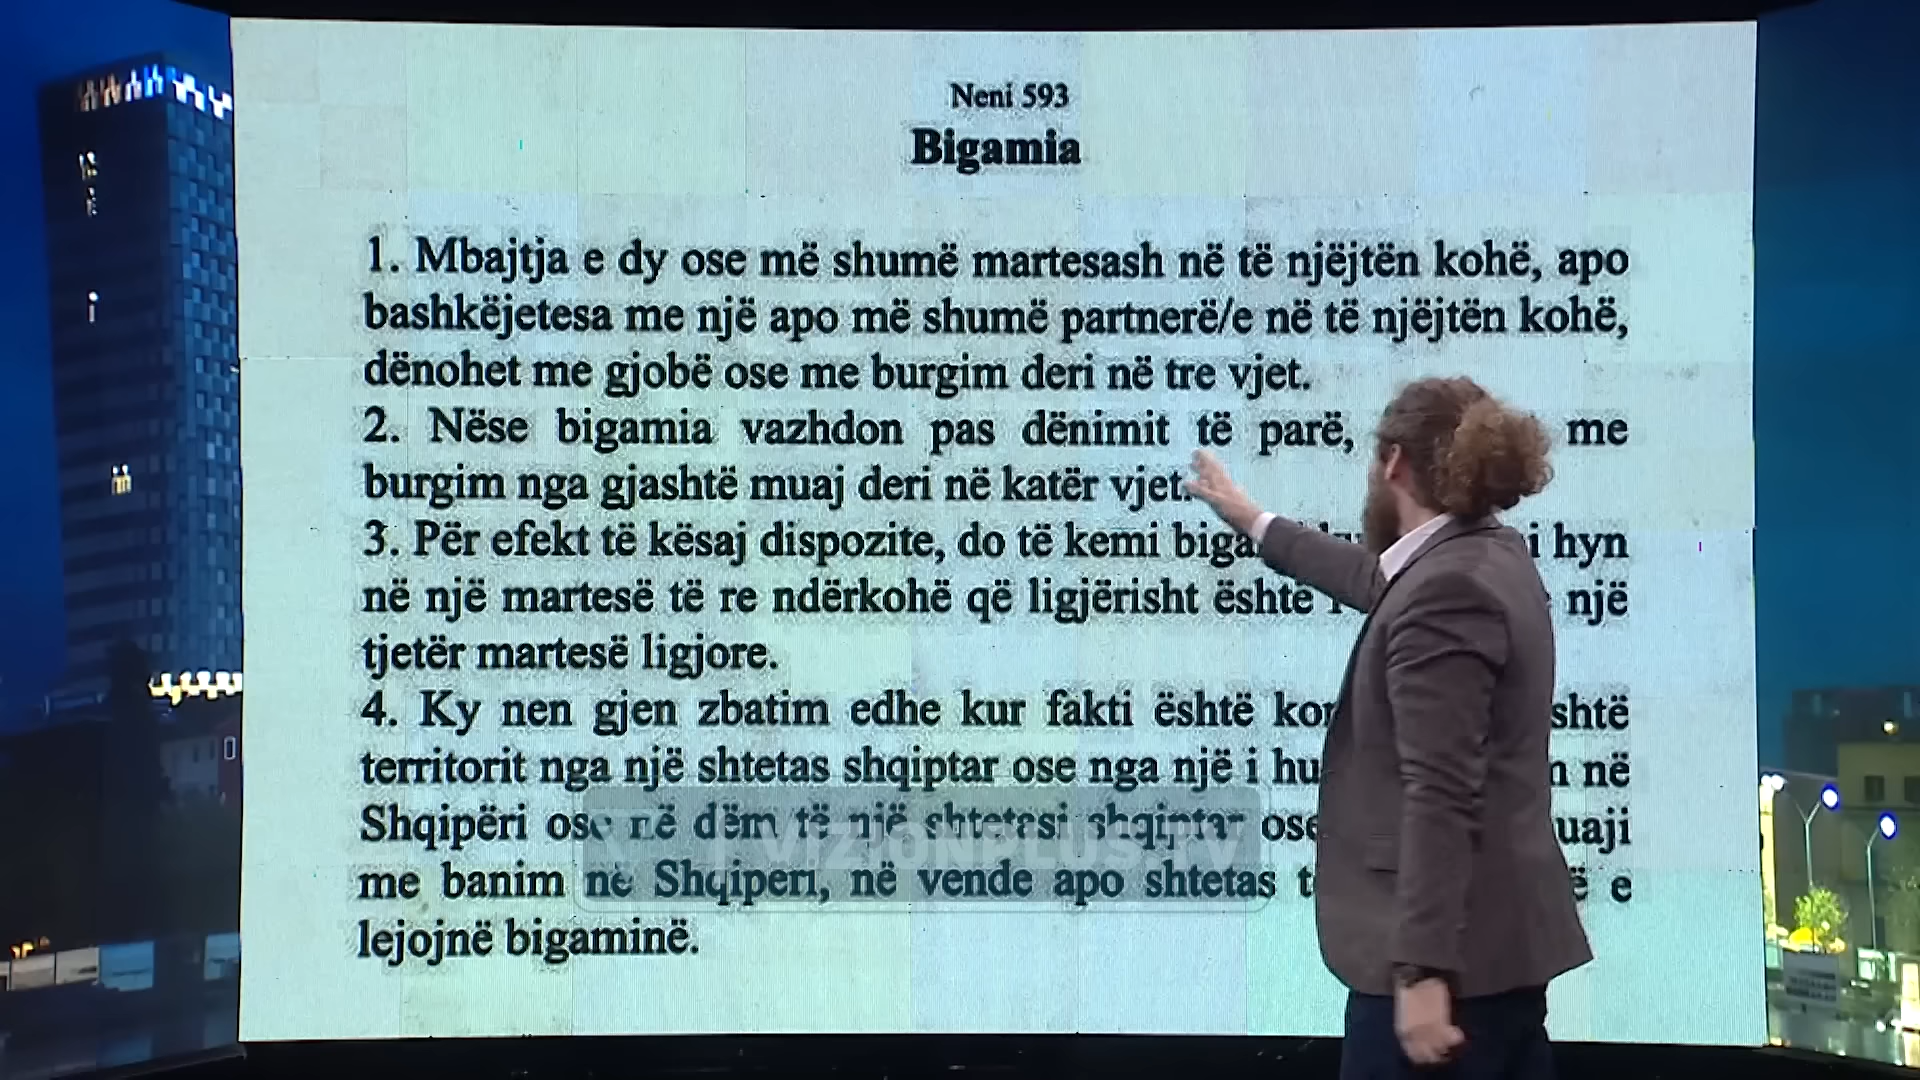 Neni 593
Bigamia
1. Mbajtja e dy ose më shumë martesash në të njëjtën kohë, apo
bashkëjetesa me një apo më shumë partnerë/e në të njëjtën kohë,
dënohet me gjobë ose me burgim deri në tre vjet.
2. Nëse bigamia vazhdon pas dënimit të parë, me
burgim nga gjashtë muaj deri në katër vjet.
3. Për efekt të kësaj dispozite, do të kemi hyn
në një martesë të re ndërkohë që ligjërisht është një
tjetër martesë ligjore.
4. Ky nen gjen zbatim edhe kur fakti është
territorit nga një shtetas shqiptar ose nga një i në
Shqipëri ose në dëm të një shtetasi shqiptar ose
me banim në Shqipëri, në vende apo shtetas e
lejojnë bigaminë.
VIZIONPLUS.TV